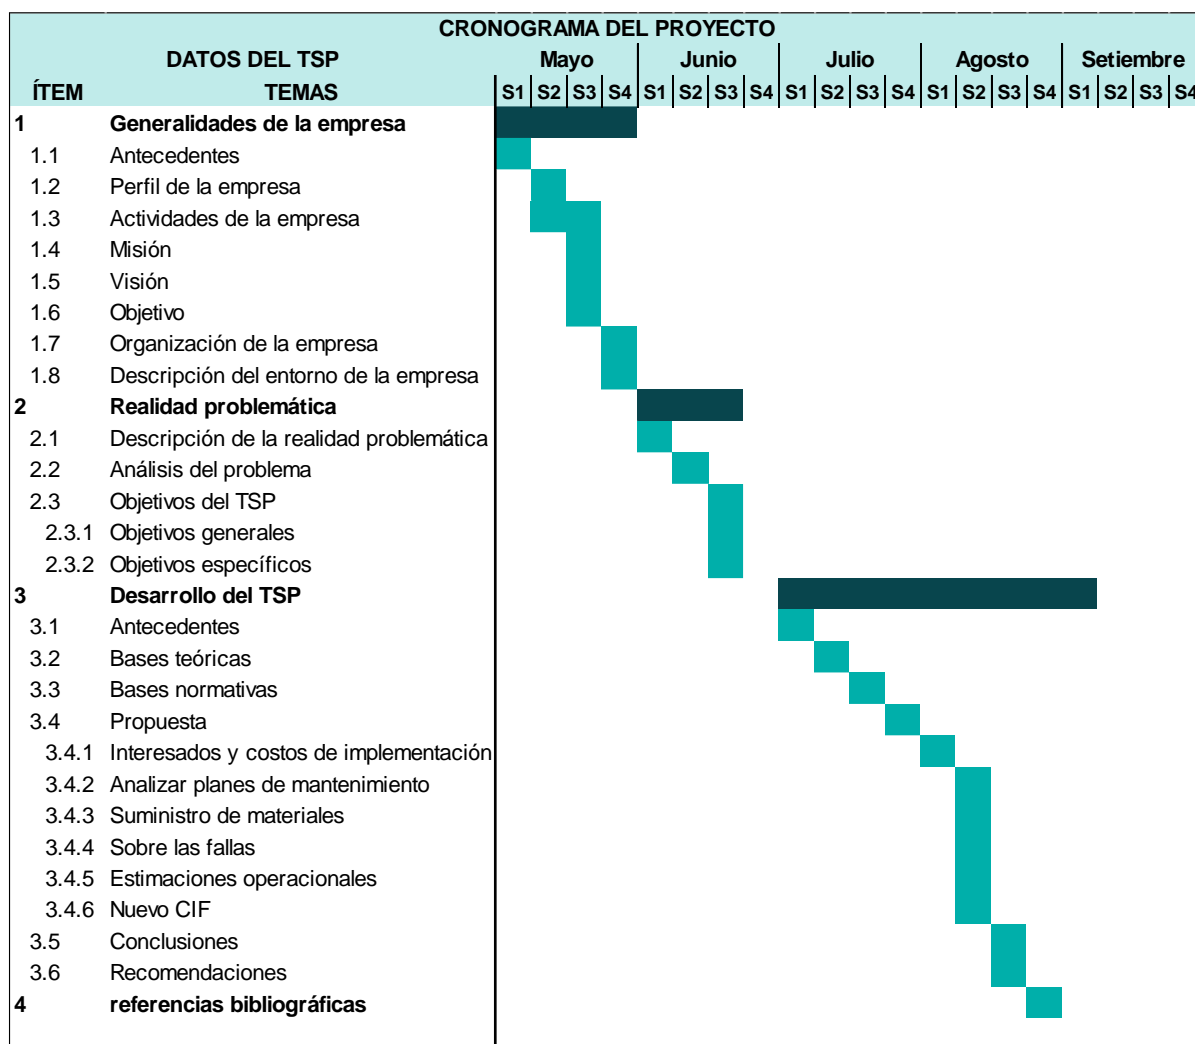 CRONOGRAMA DEL PROYECTO
DATOS DEL TSP Mayo Junio Julio Agosto Setiembre
ÍTEM TEMAS S1 S2 S3 S4 S1 S2 S3 S4 S1 S2 S3 S4 S1 S2 S3 S4 S1 S2 S3 S4
1 Generalidades de la empresa
1.1 Antecedentes
1.2 Perfil de la empresa
1.3 Actividades de la empresa
1.4 Misión
1.5 Visión
1.6 Objetivo
1.7 Organización de la empresa
1.8 Descripción del entorno de la empresa
2 Realidad problemática
2.1 Descripción de la realidad problemática
2.2 Análisis del problema
2.3 Objetivos del TSP
2.3.1 Objetivos generales
2.3.2 Objetivos específicos
3 Desarrollo del TSP
3.1 Antecedentes
3.2 Bases teóricas
3.3 Bases normativas
3.4 Propuesta
3.4.1 Interesados y costos de implementación
3.4.2 Analizar planes de mantenimiento
3.4.3 Suministro de materiales
3.4.4 Sobre las fallas
3.4.5 Estimaciones operacionales
3.4.6 Nuevo CIF
3.5 Conclusiones
3.6 Recomendaciones
4 referencias bibliográficas